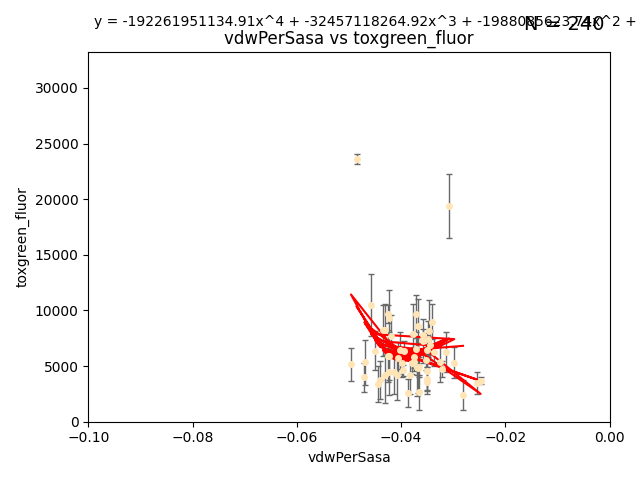 y = -192261951134.91x^4 + -32457118264.92x^3 + x^2 +
N = 240
vdwPerSasa vs toxgreen_fluor
30000
25000
20000
15000
10000
5000
0
toxgreen_fluor
−0.10
−0.08
−0.06
−0.04
−0.02
0.00
vdwPerSasa